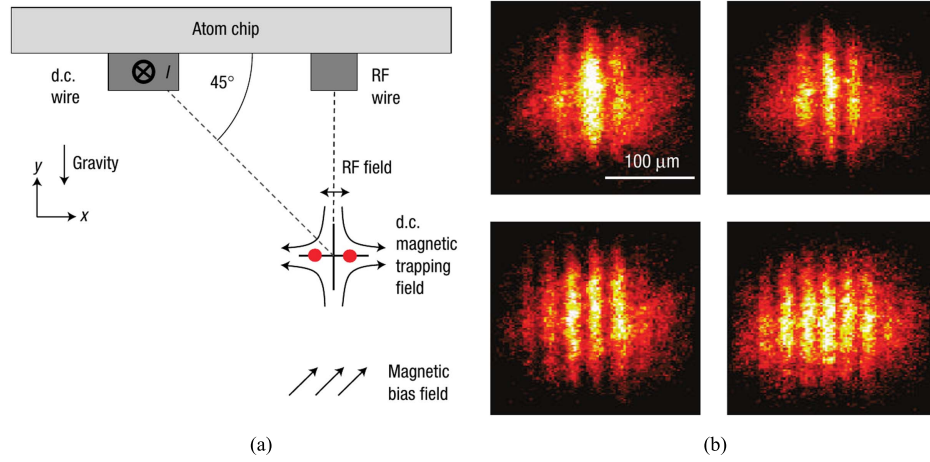 Atom chip
d.c.
wire
I
45°
RF
wire
Gravity
y
x
RF field
d.c.
magnetic
trapping
field
Magnetic
bias field
(a)
100 μm
(b)